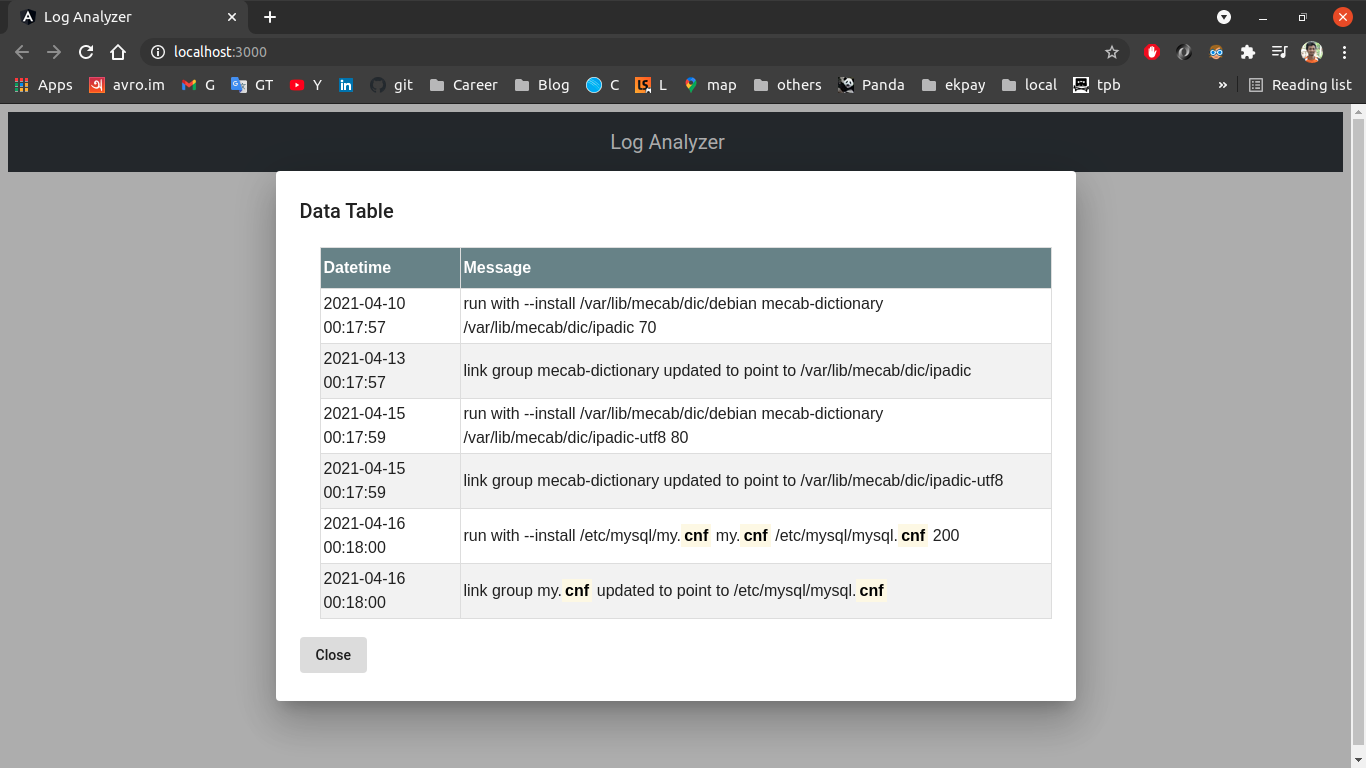 Log Analyzer
localhost:3000
Apps avro.im G GT Y git Career Blog C L map others Panda ekpay local tpb » Reading list
Log Analyzer
Data Table
Datetime Message
2021-04-10 run with --install /var/lib/mecab/dic/debian mecab-dictionary
00:17:57 /var/lib/mecab/dic/ipadic 70
2021-04-13
00:17:57 link group mecab-dictionary updated to point to /var/lib/mecab/dic/ipadic
2021-04-15 run with --install /var/lib/mecab/dic/debian mecab-dictionary
00:17:59 /var/lib/mecab/dic/ipadic-utf8 80
2021-04-15
00:17:59 link group mecab-dictionary updated to point to /var/lib/mecab/dic/ipadic-utf8
2021-04-16
00:18:00 run with --install /etc/mysql/my.cnf my.cnf /etc/mysql/mysql.cnf 200
2021-04-16
00:18:00 link group my.cnf updated to point to /etc/mysql/mysql.cnf
Close